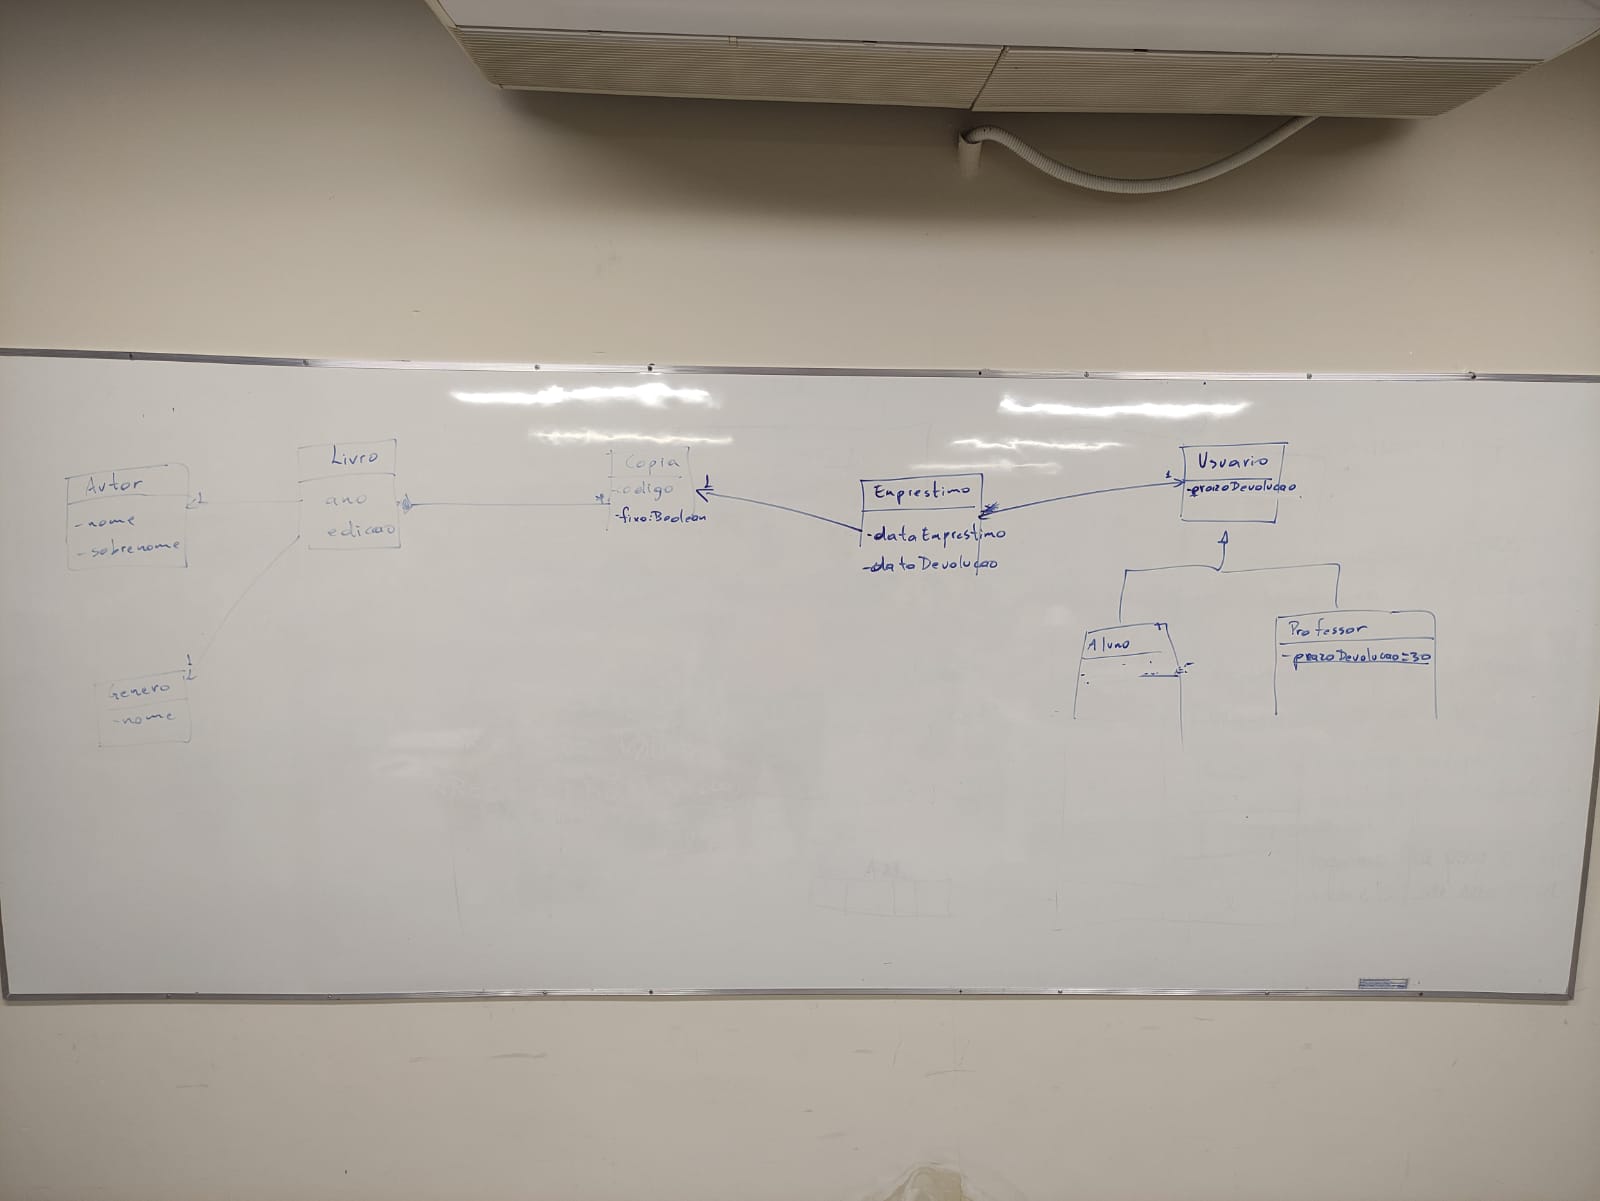 Autor
-nome
-sobrenome
1
Livro
ano
edicao
1
Genero
-nome
*
Copia
-codigo
-fixo:Boolean
1
Emprestimo
-dataEmprestimo
-dataDevolucao
*
1
Usuario
-prazoDevolucao
Aluno
Professor
-prazoDevolucao=30